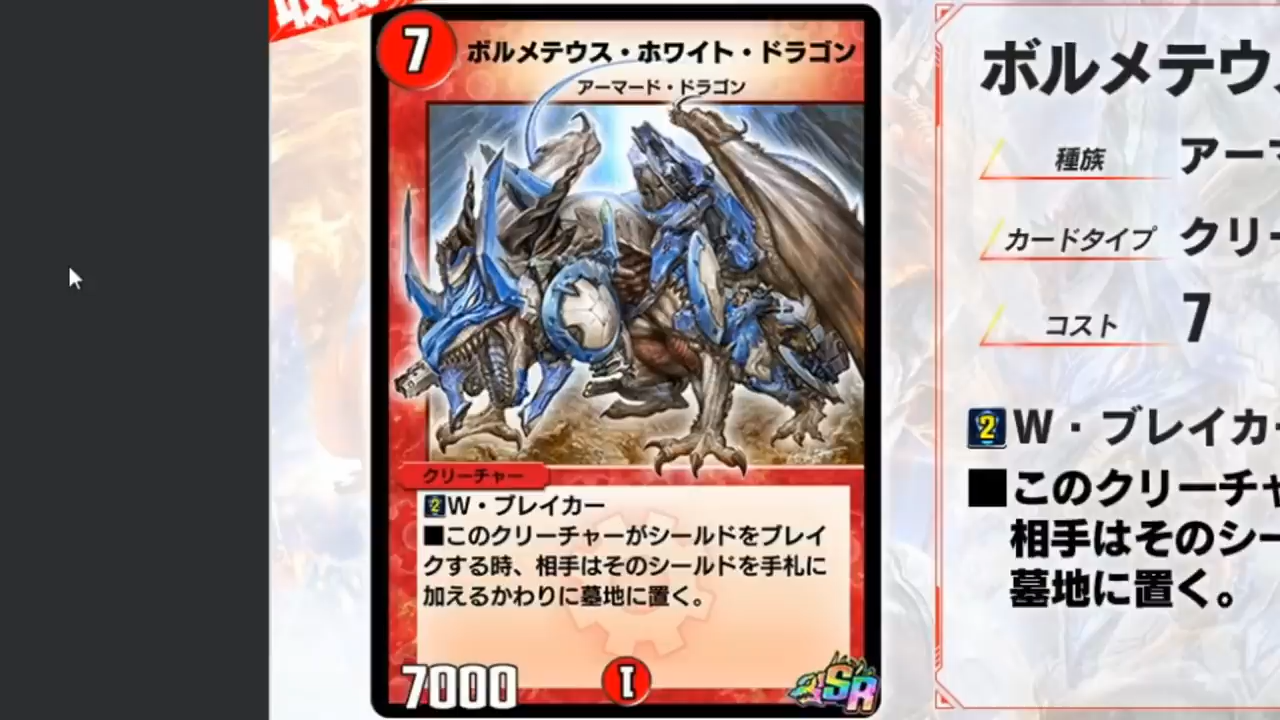 7
ボルメテウス・ホワイト・ドラゴン
アーマード・ドラゴン
クリーチャー
2 W・ブレイカー
■このクリーチャーがシールドをブレイ
クする時、相手はそのシールドを手札に
加えるかわりに墓地に置く。
7000
1
SR
ボルメテウ
種族 アーマ
カードタイプ クリー
コスト 7
2 W・ブレイカー
■このクリーチャ
相手はそのシー
墓地に置く。